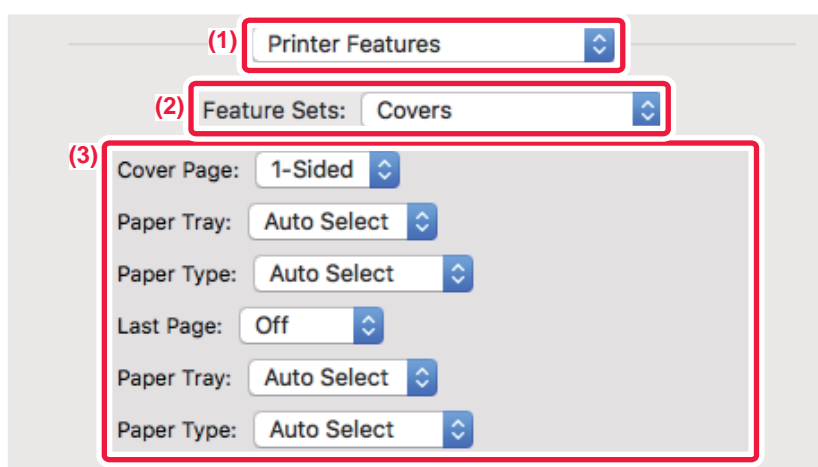 (1) Printer Features
(2) Feature Sets: Covers
(3)
Cover Page: 1-Sided
Paper Tray: Auto Select
Paper Type: Auto Select
Last Page: Off
Paper Tray: Auto Select
Paper Type: Auto Select